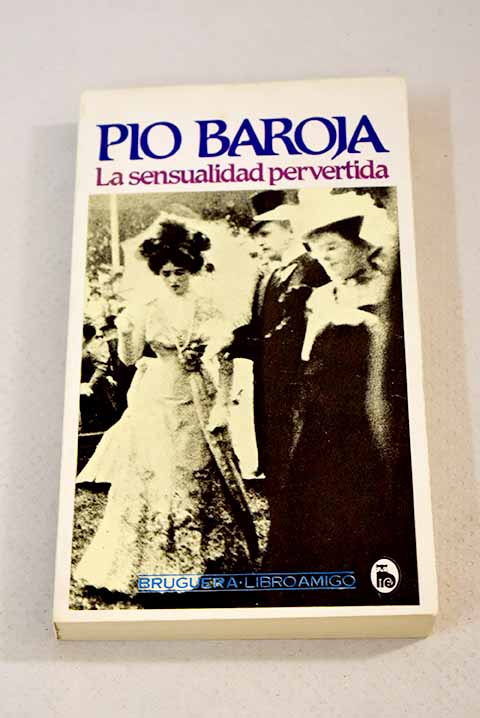 PIO BAROJA
La sensualidad pervertida
BRUGUERA·LIBRO AMIGO